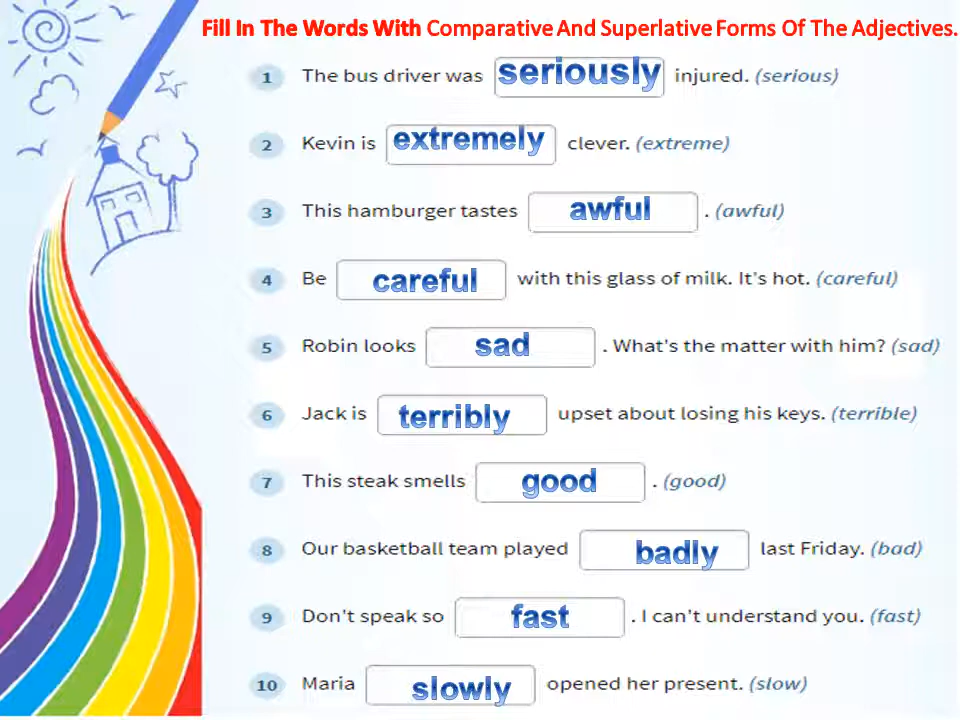 Fill In The Words With Comparative And Superlative Forms Of The Adjectives.
1 The bus driver was seriously injured. (serious)
2 Kevin is extremely clever. (extreme)
3 This hamburger tastes awful . (awful)
4 Be careful with this glass of milk. It's hot. (careful)
5 Robin looks sad . What's the matter with him? (sad)
6 Jack is terribly upset about losing his keys. (terrible)
7 This steak smells good . (good)
8 Our basketball team played badly last Friday. (bad)
9 Don't speak so fast . I can't understand you. (fast)
10 Maria slowly opened her present. (slow)